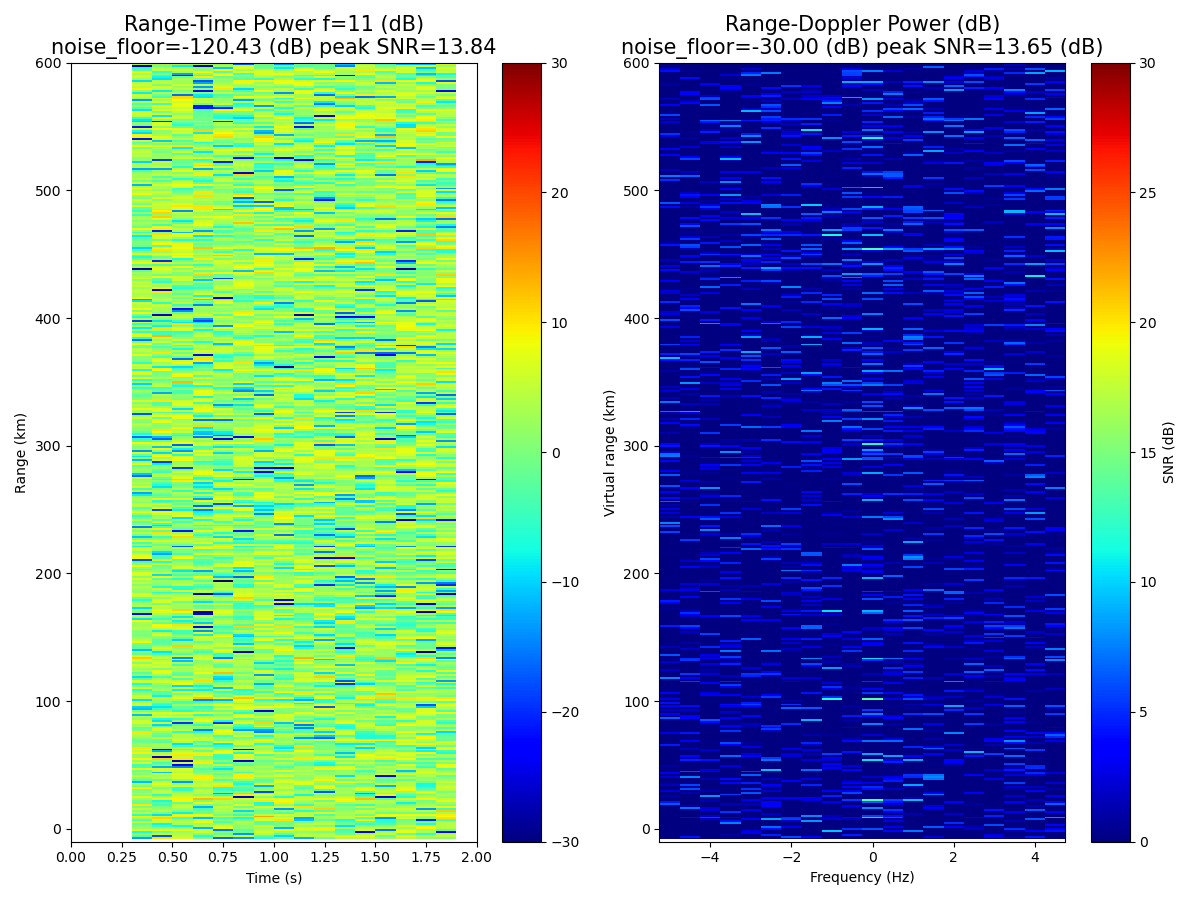 Range-Time Power f=11 (dB)
noise_floor=-120.43 (dB) peak SNR=13.84
600
500
400
300
200
100
0
Range (km)
0.00 0.25 0.50 0.75 1.00 1.25 1.50 1.75 2.00
Time (s)
30
20
10
0
−10
−20
−30
Range-Doppler Power (dB)
noise_floor=-30.00 (dB) peak SNR=13.65 (dB)
600
500
400
300
200
100
0
Virtual range (km)
−4 −2 0 2 4
Frequency (Hz)
30
25
20
15
10
5
0
SNR (dB)